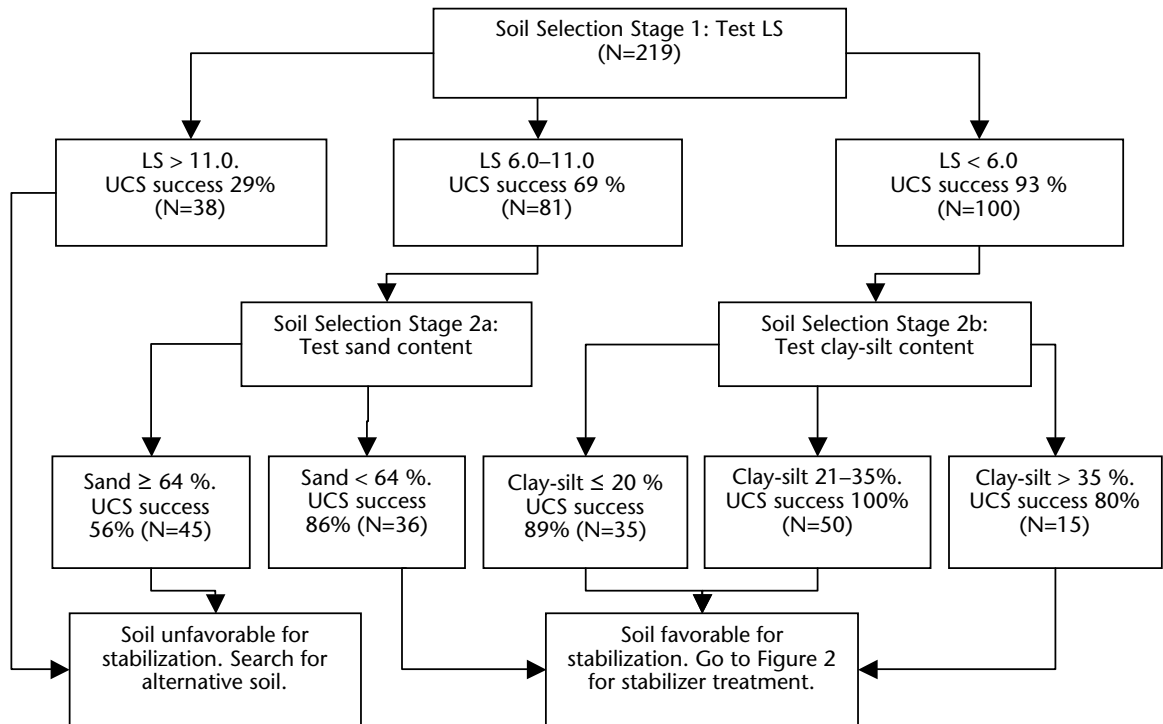 Soil Selection Stage 1: Test LS
(N=219)
LS > 11.0.
UCS success 29%
(N=38)
LS 6.0–11.0
UCS success 69 %
(N=81)
LS < 6.0
UCS success 93 %
(N=100)
Soil Selection Stage 2a:
Test sand content
Soil Selection Stage 2b:
Test clay-silt content
Sand ≥ 64 %.
UCS success
56% (N=45)
Sand < 64 %.
UCS success
86% (N=36)
Clay-silt ≤ 20 %
UCS success
89% (N=35)
Clay-silt 21–35%.
UCS success 100%
(N=50)
Clay-silt > 35 %.
UCS success 80%
(N=15)
Soil unfavorable for
stabilization. Search for
alternative soil.
Soil favorable for
stabilization. Go to Figure 2
for stabilizer treatment.